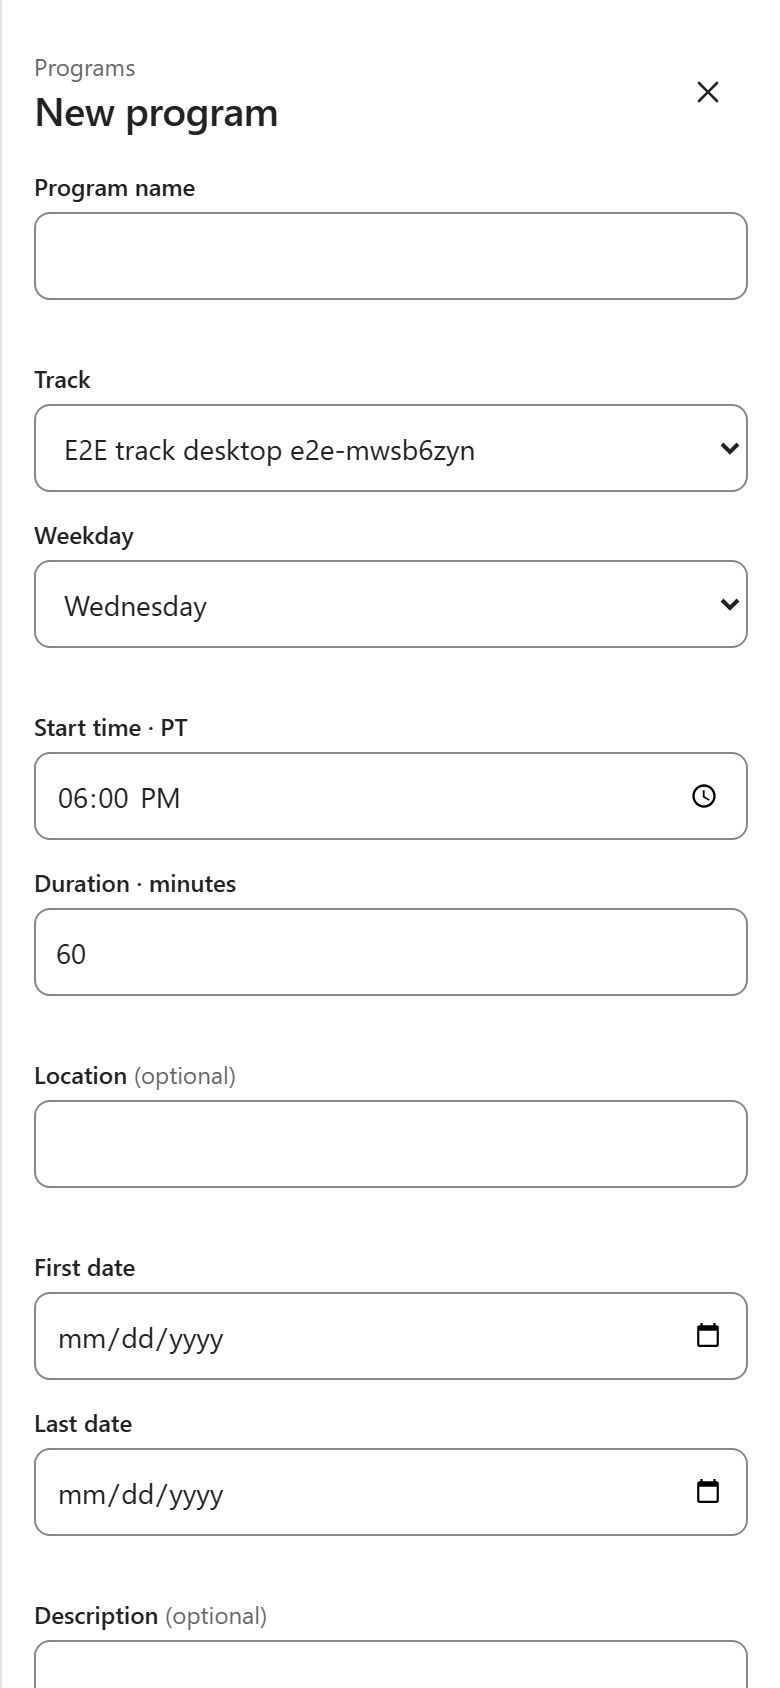 Programs
New program
Program name
Track
E2E track desktop e2e-mwsb6zyn
Weekday
Wednesday
Start time · PT
06:00 PM
Duration · minutes
60
Location (optional)
First date
mm/dd/yyyy
Last date
mm/dd/yyyy
Description (optional)